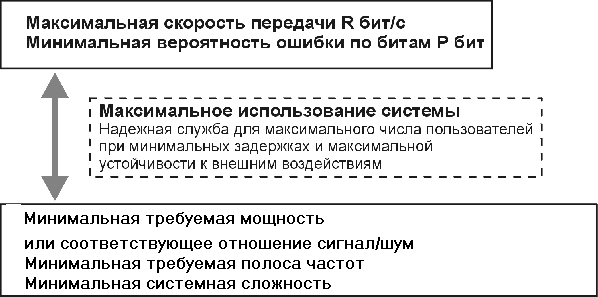 Максимальная скорость передачи R бит/с
Минимальная вероятность ошибки по битам P бит
Максимальное использование системы
Надежная служба для максимального числа пользователей
при минимальных задержках и максимальной
устойчивости к внешним воздействиям
Минимальная требуемая мощность
или соответствующее отношение сигнал/шум
Минимальная требуемая полоса частот
Минимальная системная сложность